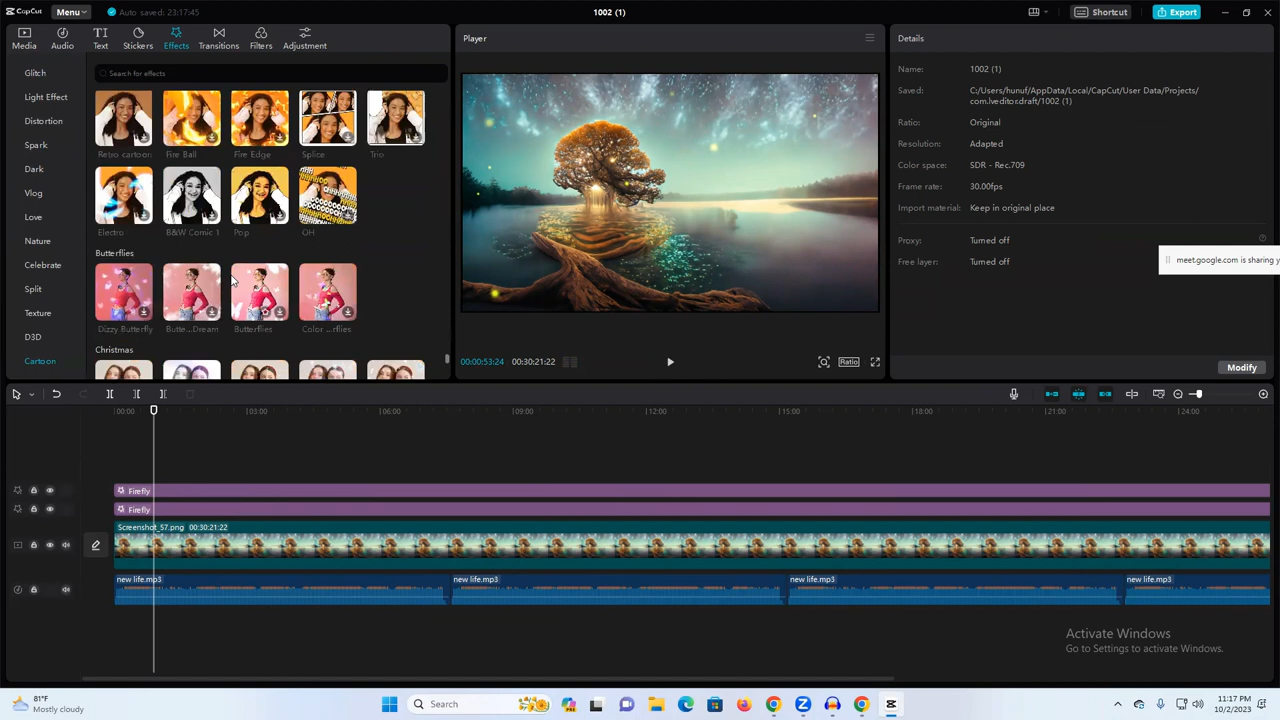 CapCut Menu Auto saved: 23:17:45 1002 (1) Shortcut Export
Media Audio Text Stickers Effects Transitions Filters Adjustment
Player
Details
Search for effects
Glitch
Light Effect
Distortion
Spark
Dark
Vlog
Love
Nature
Celebrate
Split
Texture
D3D
Cartoon
Retro cartoon Fire Ball Fire Edge Splice Trio
Electro B&W Comic 1 Pop OH
Butterflies
Dizzy Butterfly Butte...Dream Butterflies Color ...rflies
Christmas
00:00:53:24 00:30:21:22
Ratio
Name: 1002 (1)
Saved: C:/Users/hunuf/AppData/Local/CapCut/User Data/Projects/
com.lveditor.draft/1002 (1)
Ratio: Original
Resolution: Adapted
Color space: SDR - Rec.709
Frame rate: 30.00fps
Import material: Keep in original place
Proxy: Turned off
Free layer: Turned off
meet.google.com is sharing y
Modify
00:00 03:00 06:00 09:00 12:00 15:00 18:00 21:00 24:00
Firefly
Firefly
Screenshot_57.png 00:30:21:22
new life.mp3 new life.mp3 new life.mp3 new life.mp3
Activate Windows
Go to Settings to activate Windows.
81°F
Mostly cloudy
Search
11:17 PM
10/2/2023